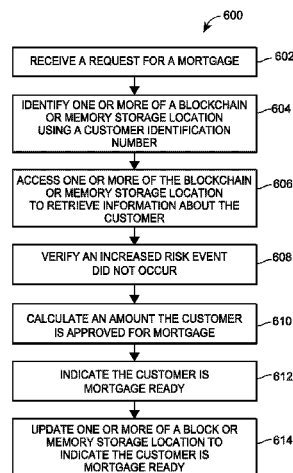 600
RECEIVE A REQUEST FOR A MORTGAGE
602
IDENTIFY ONE OR MORE OF A BLOCKCHAIN
OR MEMORY STORAGE LOCATION
USING A CUSTOMER IDENTIFICATION
NUMBER
604
ACCESS ONE OR MORE OF THE BLOCKCHAIN
OR MEMORY STORAGE LOCATION
TO RETRIEVE INFORMATION ABOUT THE
CUSTOMER
606
VERIFY AN INCREASED RISK EVENT
DID NOT OCCUR
608
CALCULATE AN AMOUNT THE CUSTOMER
IS APPROVED FOR MORTGAGE
610
INDICATE THE CUSTOMER IS
MORTGAGE READY
612
UPDATE ONE OR MORE OF A BLOCK OR
MEMORY STORAGE LOCATION TO
INDICATE THE CUSTOMER IS
MORTGAGE READY
614